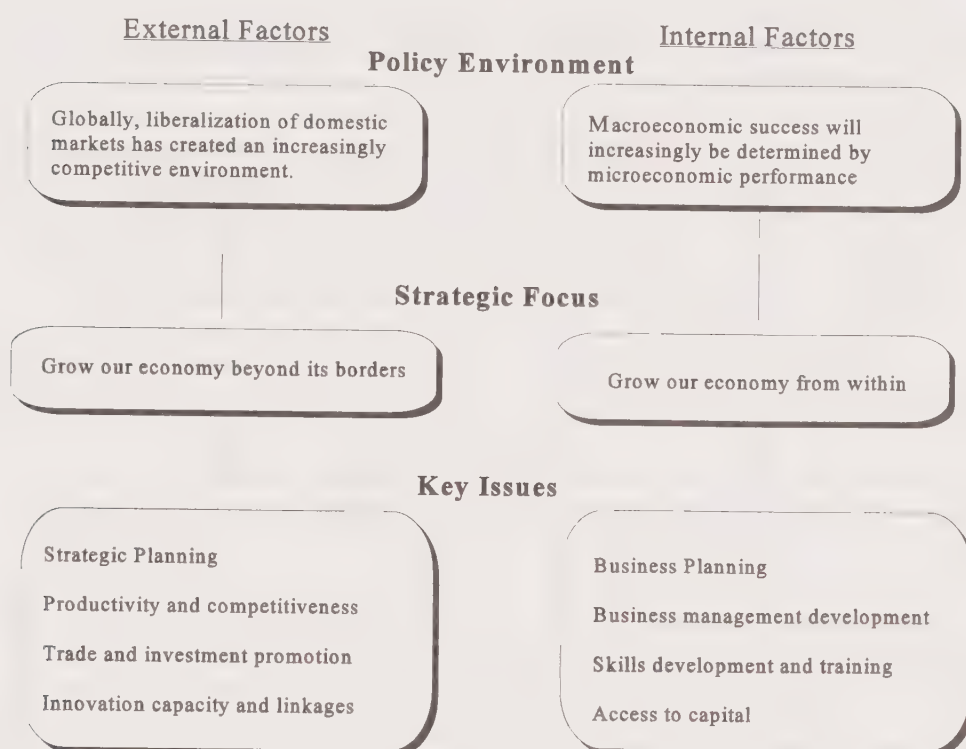 External Factors
Internal Factors
Policy Environment
Globally, liberalization of domestic
markets has created an increasingly
competitive environment.
Macroeconomic success will
increasingly be determined by
microeconomic performance
Strategic Focus
Grow our economy beyond its borders
Grow our economy from within
Key Issues
Strategic Planning
Productivity and competitiveness
Trade and investment promotion
Innovation capacity and linkages
Business Planning
Business management development
Skills development and training
Access to capital